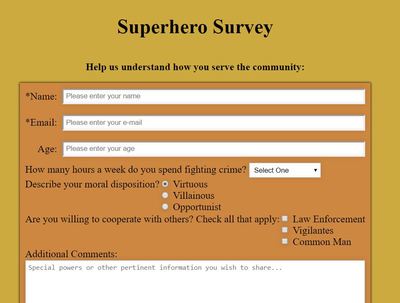 Superhero Survey
Help us understand how you serve the community:
*Name: Please enter your name
*Email: Please enter your e-mail
Age: Please enter your age
How many hours a week do you spend fighting crime? Select One
Describe your moral disposition? Virtuous
Villainous
Opportunist
Are you willing to cooperate with others? Check all that apply: Law Enforcement
Vigilantes
Common Man
Additional Comments:
Special powers or other pertinent information you wish to share...